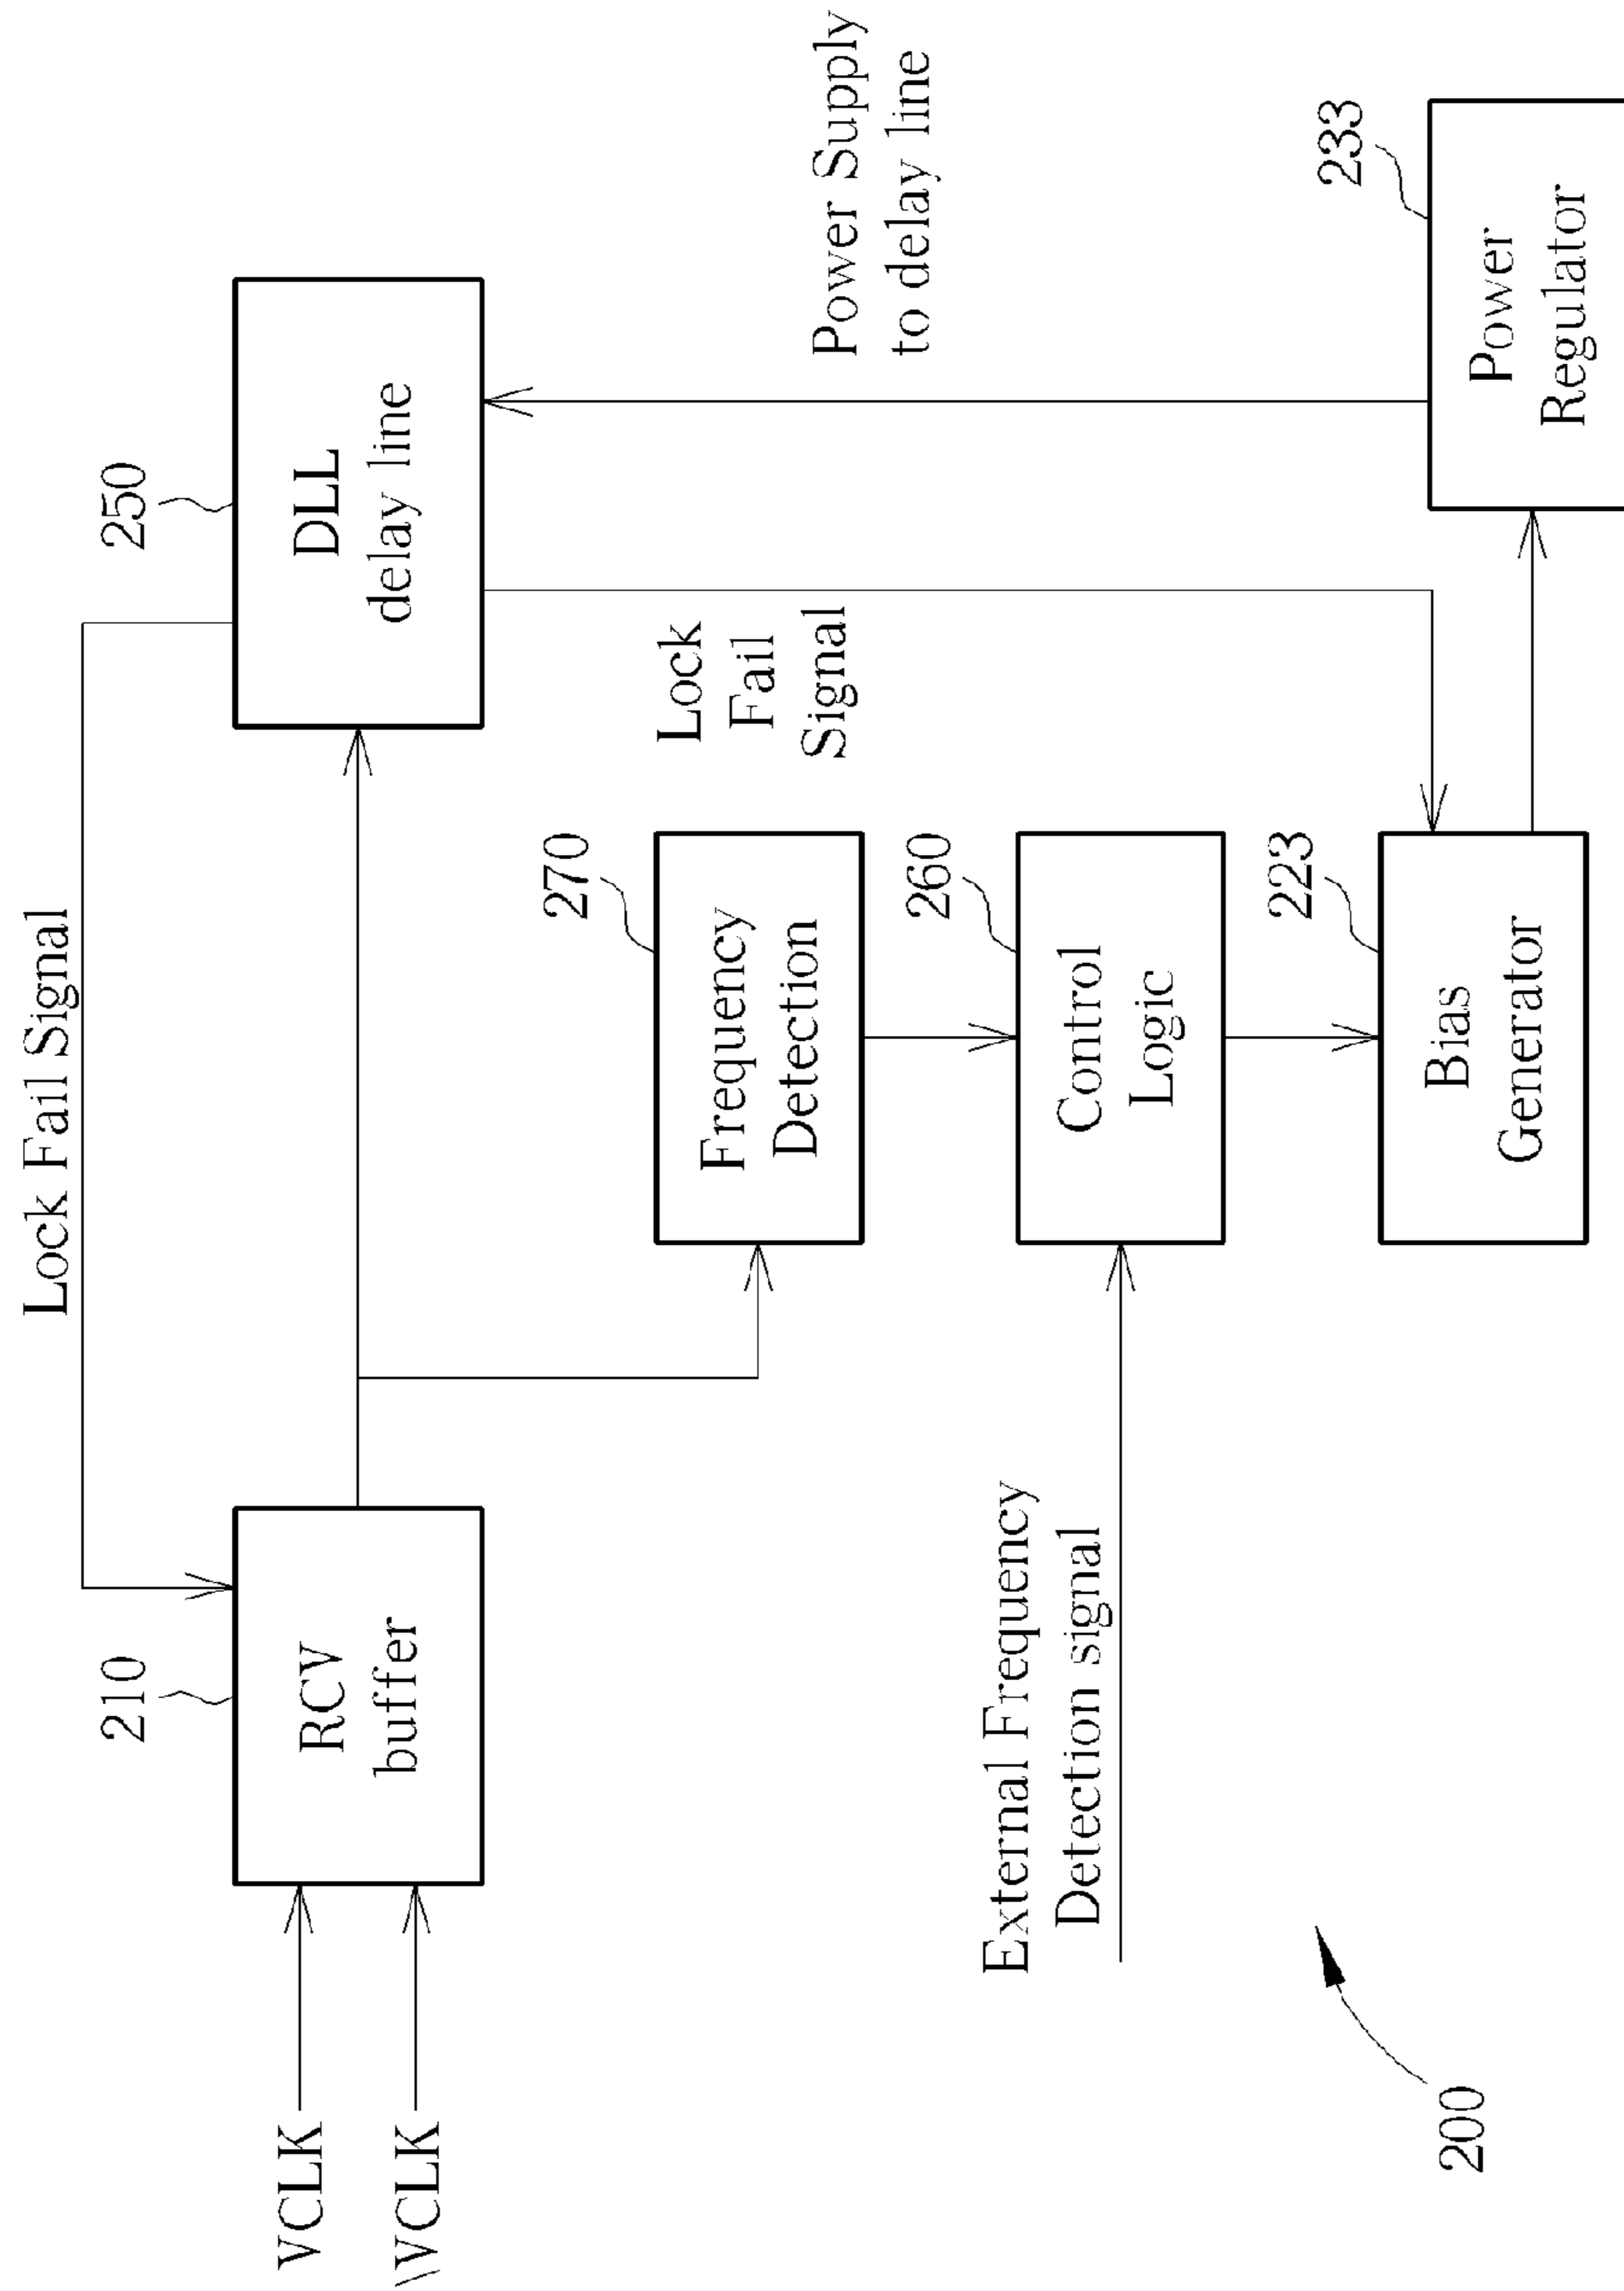 Lock Fail Signal
210
250
VCLK
\VCLK
RCV
buffer
DLL
delay line
270
Frequency
Detection
Lock
Fail
Signal
Power Supply
to delay line
External Frequency
Detection signal
260
Control
Logic
200
223
Bias
Generator
233
Power
Regulator